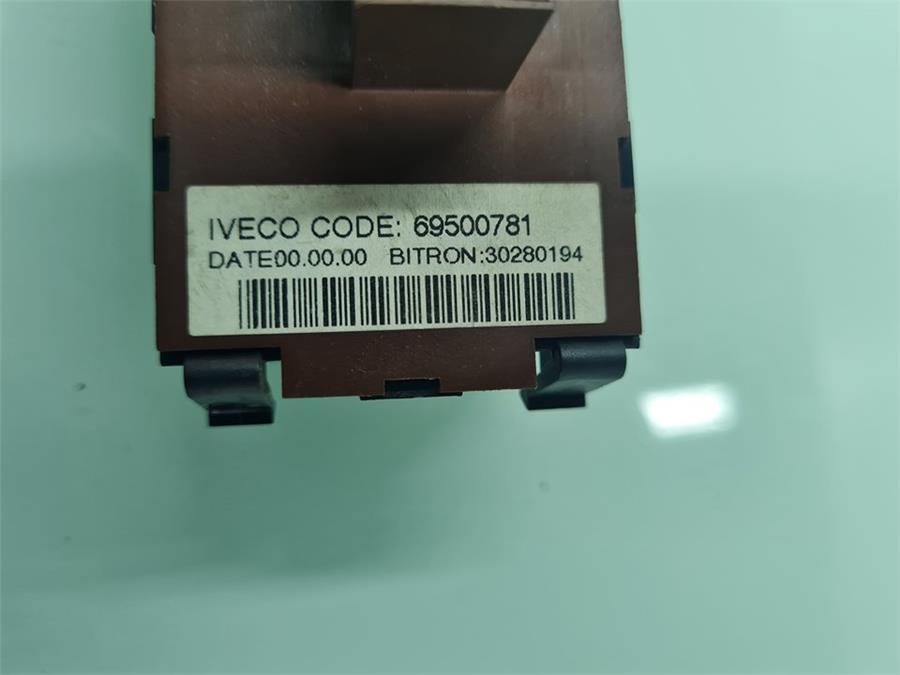 IVECO CODE: 69500781
DATE00.00.00 BITRON:30280194